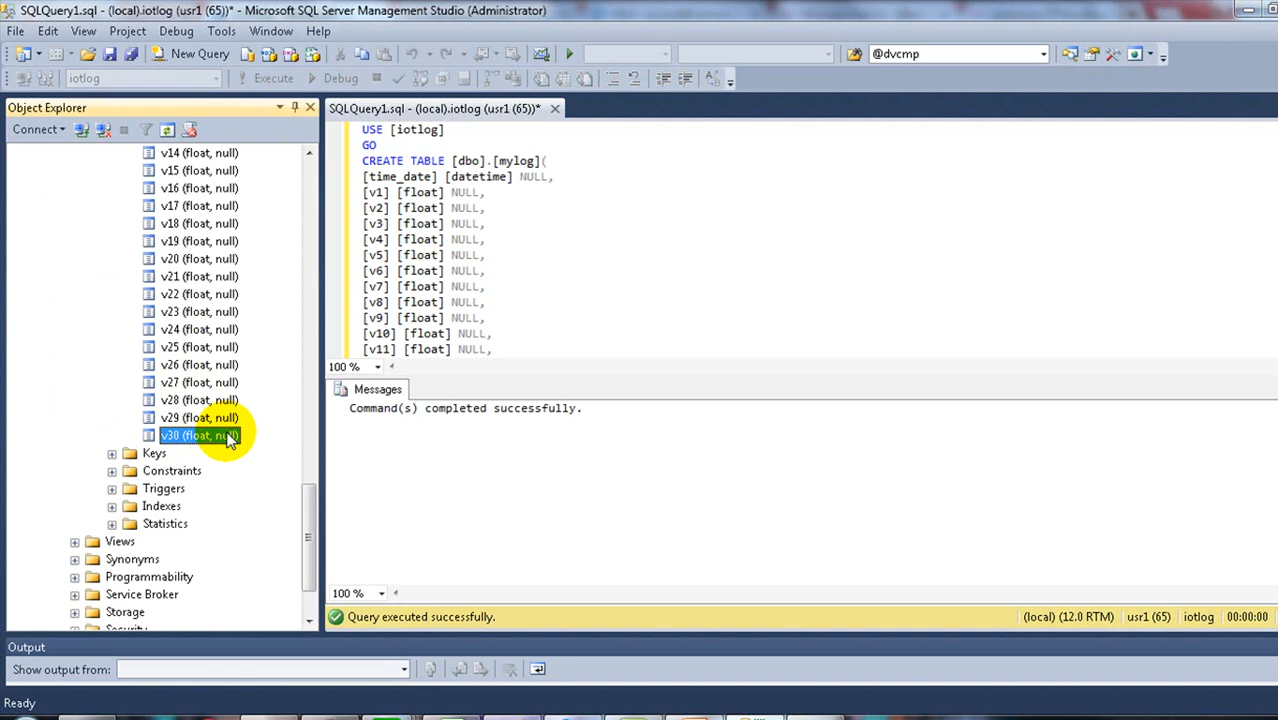 SQLQuery1.sql - (local).iotlog (usr1 (65))* - Microsoft SQL Server Management Studio (Administrator)
File Edit View Project Debug Tools Window Help
New Query @dvcmp
iotlog Execute Debug
Object Explorer
Connect
v14 (float, null)
v15 (float, null)
v16 (float, null)
v17 (float, null)
v18 (float, null)
v19 (float, null)
v20 (float, null)
v21 (float, null)
v22 (float, null)
v23 (float, null)
v24 (float, null)
v25 (float, null)
v26 (float, null)
v27 (float, null)
v28 (float, null)
v29 (float, null)
v30 (float, null)
Keys
Constraints
Triggers
Indexes
Statistics
Views
Synonyms
Programmability
Service Broker
Storage
Security
SQLQuery1.sql - (local).iotlog (usr1 (65))*
USE [iotlog]
GO
CREATE TABLE [dbo].[mylog](
[time_date] [datetime] NULL,
[v1] [float] NULL,
[v2] [float] NULL,
[v3] [float] NULL,
[v4] [float] NULL,
[v5] [float] NULL,
[v6] [float] NULL,
[v7] [float] NULL,
[v8] [float] NULL,
[v9] [float] NULL,
[v10] [float] NULL,
[v11] [float] NULL,
100 %
Messages
Command(s) completed successfully.
100 %
Query executed successfully. (local) (12.0 RTM) usr1 (65) iotlog 00:00:00
Output
Show output from:
Ready